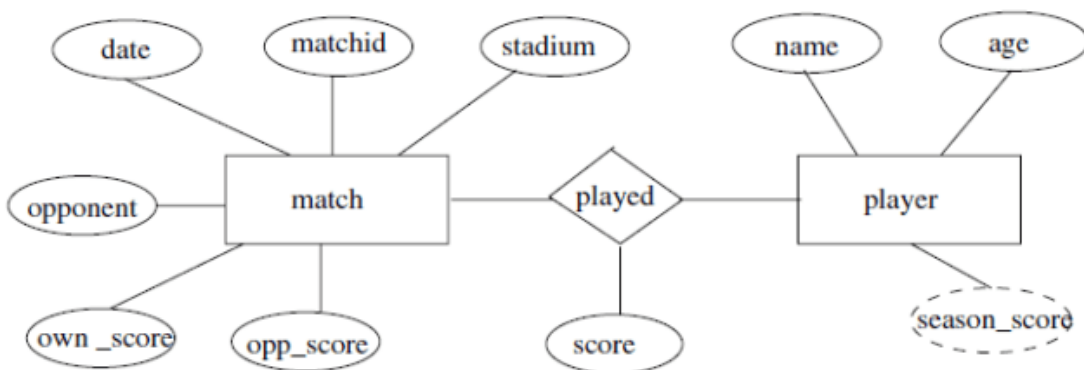 date
matchid
stadium
name
age
opponent
match
played
player
own _score
opp_score
score
season_score